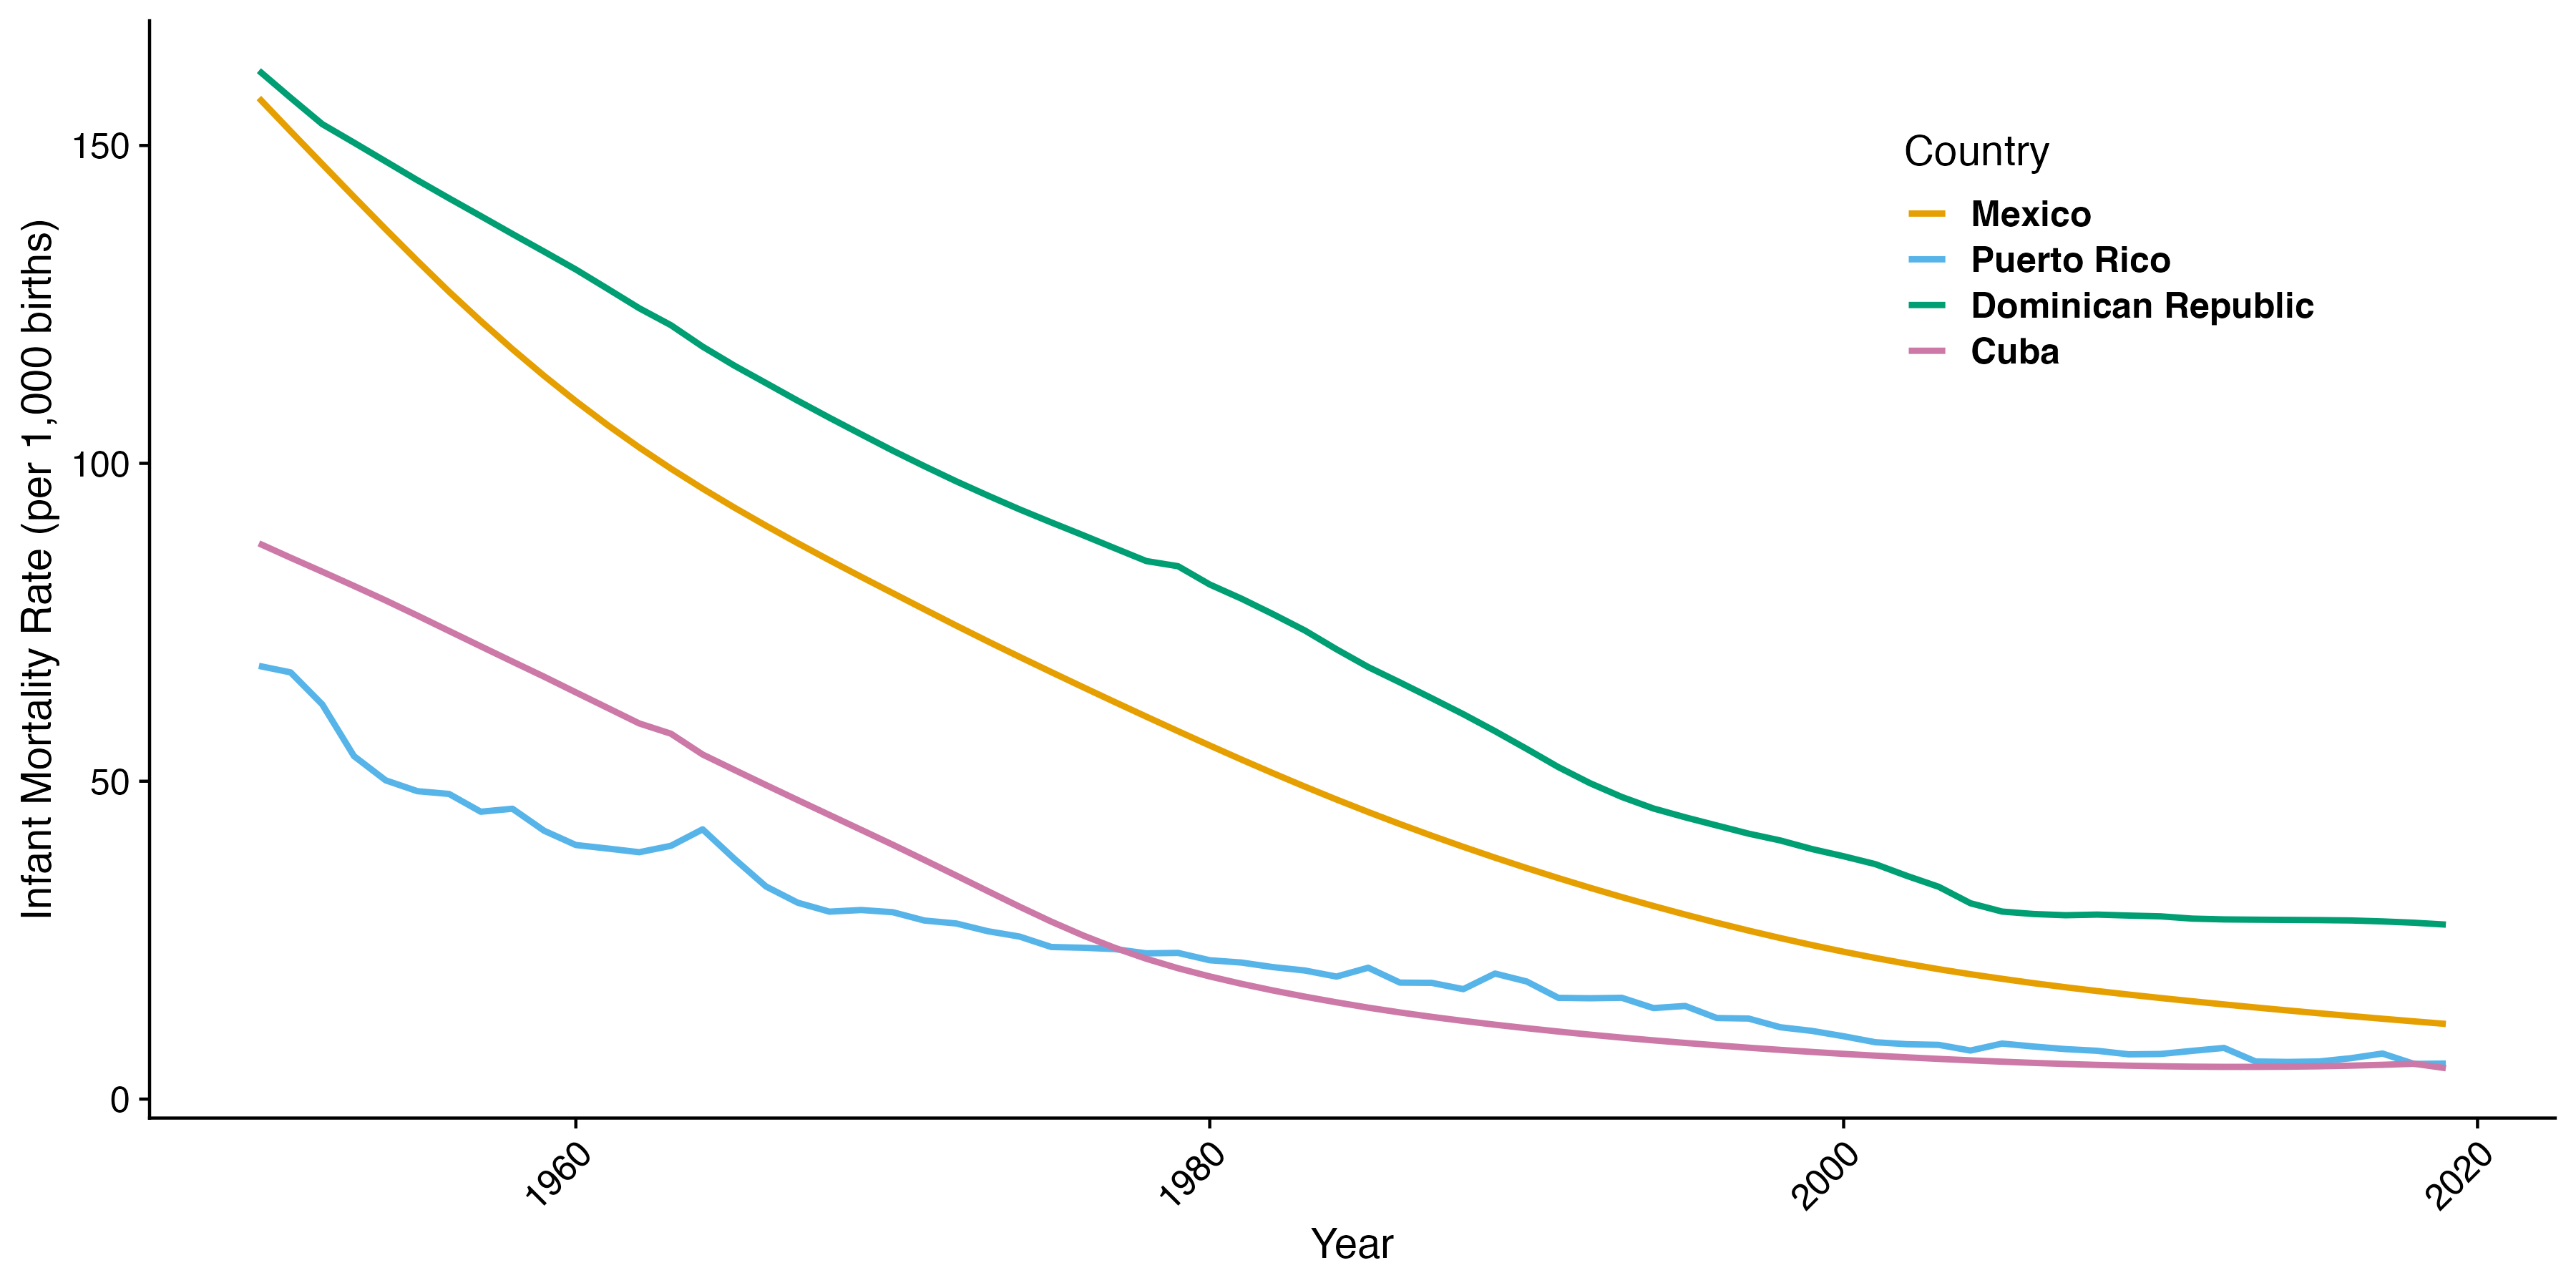 Infant Mortality Rate (per 1,000 births)
150
100
50
0
Country
Mexico
Puerto Rico
Dominican Republic
Cuba
1960
1980
2000
2020
Year